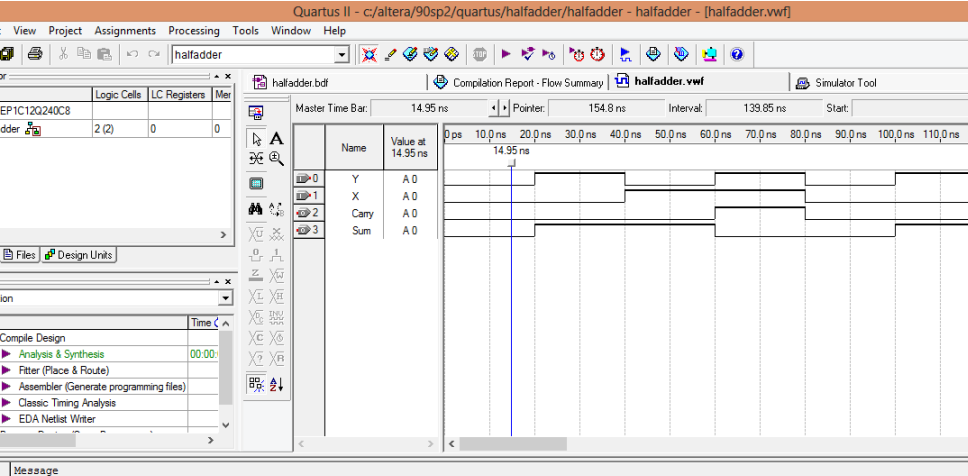 Quartus II - c:/altera/90sp2/quartus/halfadder/halfadder - halfadder - [halfadder.vwf]
View Project Assignments Processing Tools Window Help
halfadder
halfadder.bdf Compilation Report - Flow Summary halfadder.vwf Simulator Tool
Logic Cells LC Registers Mer
EP1C12Q240C8
dder 2 (2) 0 0
Master Time Bar: 14.95 ns Pointer: 154.8 ns Interval: 139.85 ns Start:
Name Value at 14.95 ns
0 ps 10.0 ns 20.0 ns 30.0 ns 40.0 ns 50.0 ns 60.0 ns 70.0 ns 80.0 ns 90.0 ns 100.0 ns 110.0 ns
14.95 ns
0 Y A 0
1 X A 0
2 Carry A 0
3 Sum A 0
Files Design Units
ion
Time
Compile Design
Analysis & Synthesis 00:00:
Fitter (Place & Route)
Assembler (Generate programming files)
Classic Timing Analysis
EDA Netlist Writer
Message